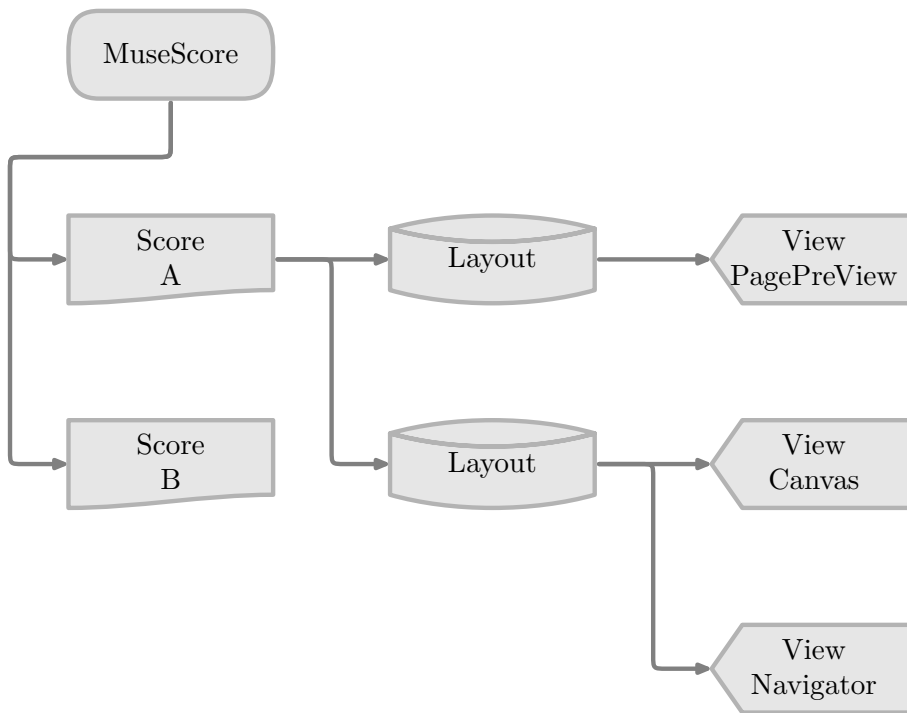 MuseScore
Score
A
Layout
View
PagePreView
Score
B
Layout
View
Canvas
View
Navigator